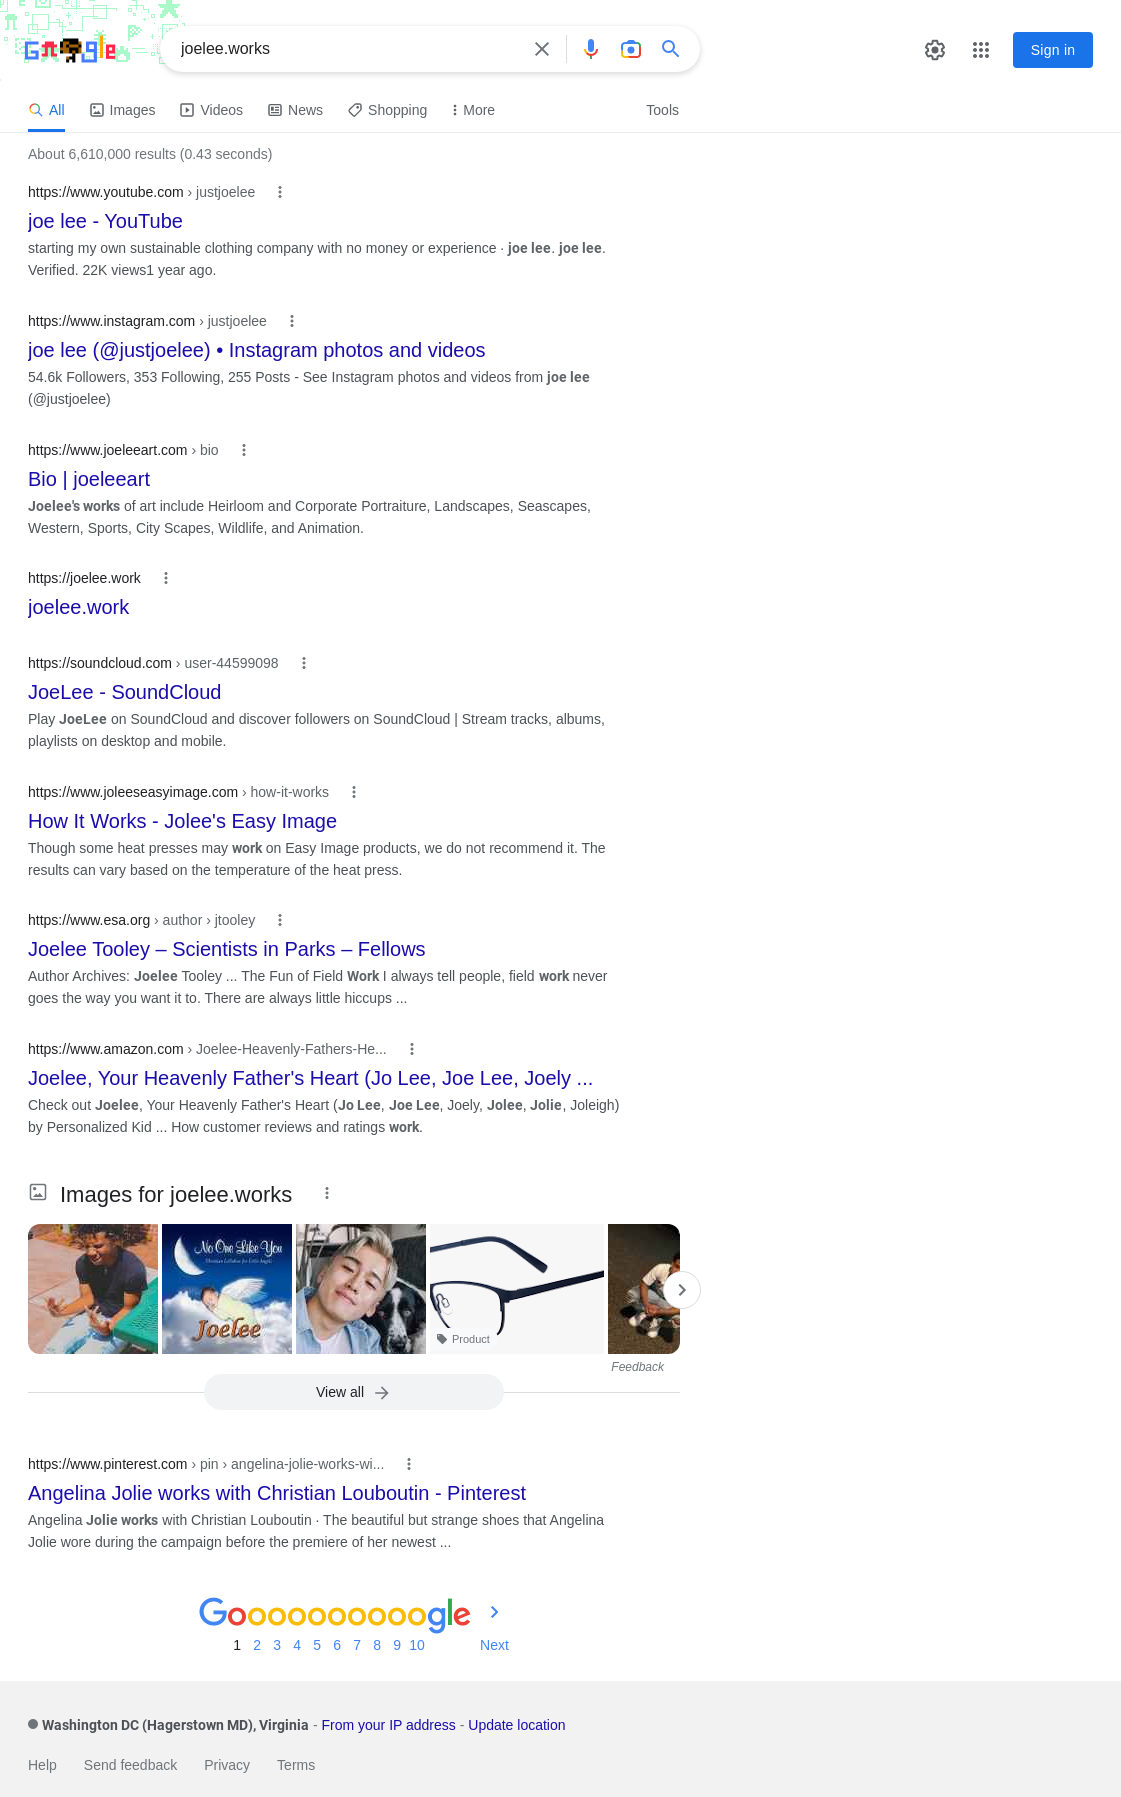 Google
joelee.works
Sign in
All Images Videos News Shopping More Tools
About 6,610,000 results (0.43 seconds)
https://www.youtube.com › justjoelee
joe lee - YouTube
starting my own sustainable clothing company with no money or experience · joe lee. joe lee.
Verified. 22K views1 year ago.
https://www.instagram.com › justjoelee
joe lee (@justjoelee) • Instagram photos and videos
54.6k Followers, 353 Following, 255 Posts - See Instagram photos and videos from joe lee
(@justjoelee)
https://www.joeleeart.com › bio
Bio | joeleeart
Joelee's works of art include Heirloom and Corporate Portraiture, Landscapes, Seascapes,
Western, Sports, City Scapes, Wildlife, and Animation.
https://joelee.work
joelee.work
https://soundcloud.com › user-44599098
JoeLee - SoundCloud
Play JoeLee on SoundCloud and discover followers on SoundCloud | Stream tracks, albums,
playlists on desktop and mobile.
https://www.joleeseasyimage.com › how-it-works
How It Works - Jolee's Easy Image
Though some heat presses may work on Easy Image products, we do not recommend it. The
results can vary based on the temperature of the heat press.
https://www.esa.org › author › jtooley
Joelee Tooley – Scientists in Parks – Fellows
Author Archives: Joelee Tooley ... The Fun of Field Work I always tell people, field work never
goes the way you want it to. There are always little hiccups ...
https://www.amazon.com › Joelee-Heavenly-Fathers-He...
Joelee, Your Heavenly Father's Heart (Jo Lee, Joe Lee, Joely ...
Check out Joelee, Your Heavenly Father's Heart (Jo Lee, Joe Lee, Joely, Jolee, Jolie, Joleigh)
by Personalized Kid ... How customer reviews and ratings work.
Images for joelee.works
No One Like You
Joelee
Product
Feedback
View all
https://www.pinterest.com › pin › angelina-jolie-works-wi...
Angelina Jolie works with Christian Louboutin - Pinterest
Angelina Jolie works with Christian Louboutin · The beautiful but strange shoes that Angelina
Jolie wore during the campaign before the premiere of her newest ...
Goooooooooogle
1 2 3 4 5 6 7 8 9 10 Next
Washington DC (Hagerstown MD), Virginia - From your IP address - Update location
Help Send feedback Privacy Terms